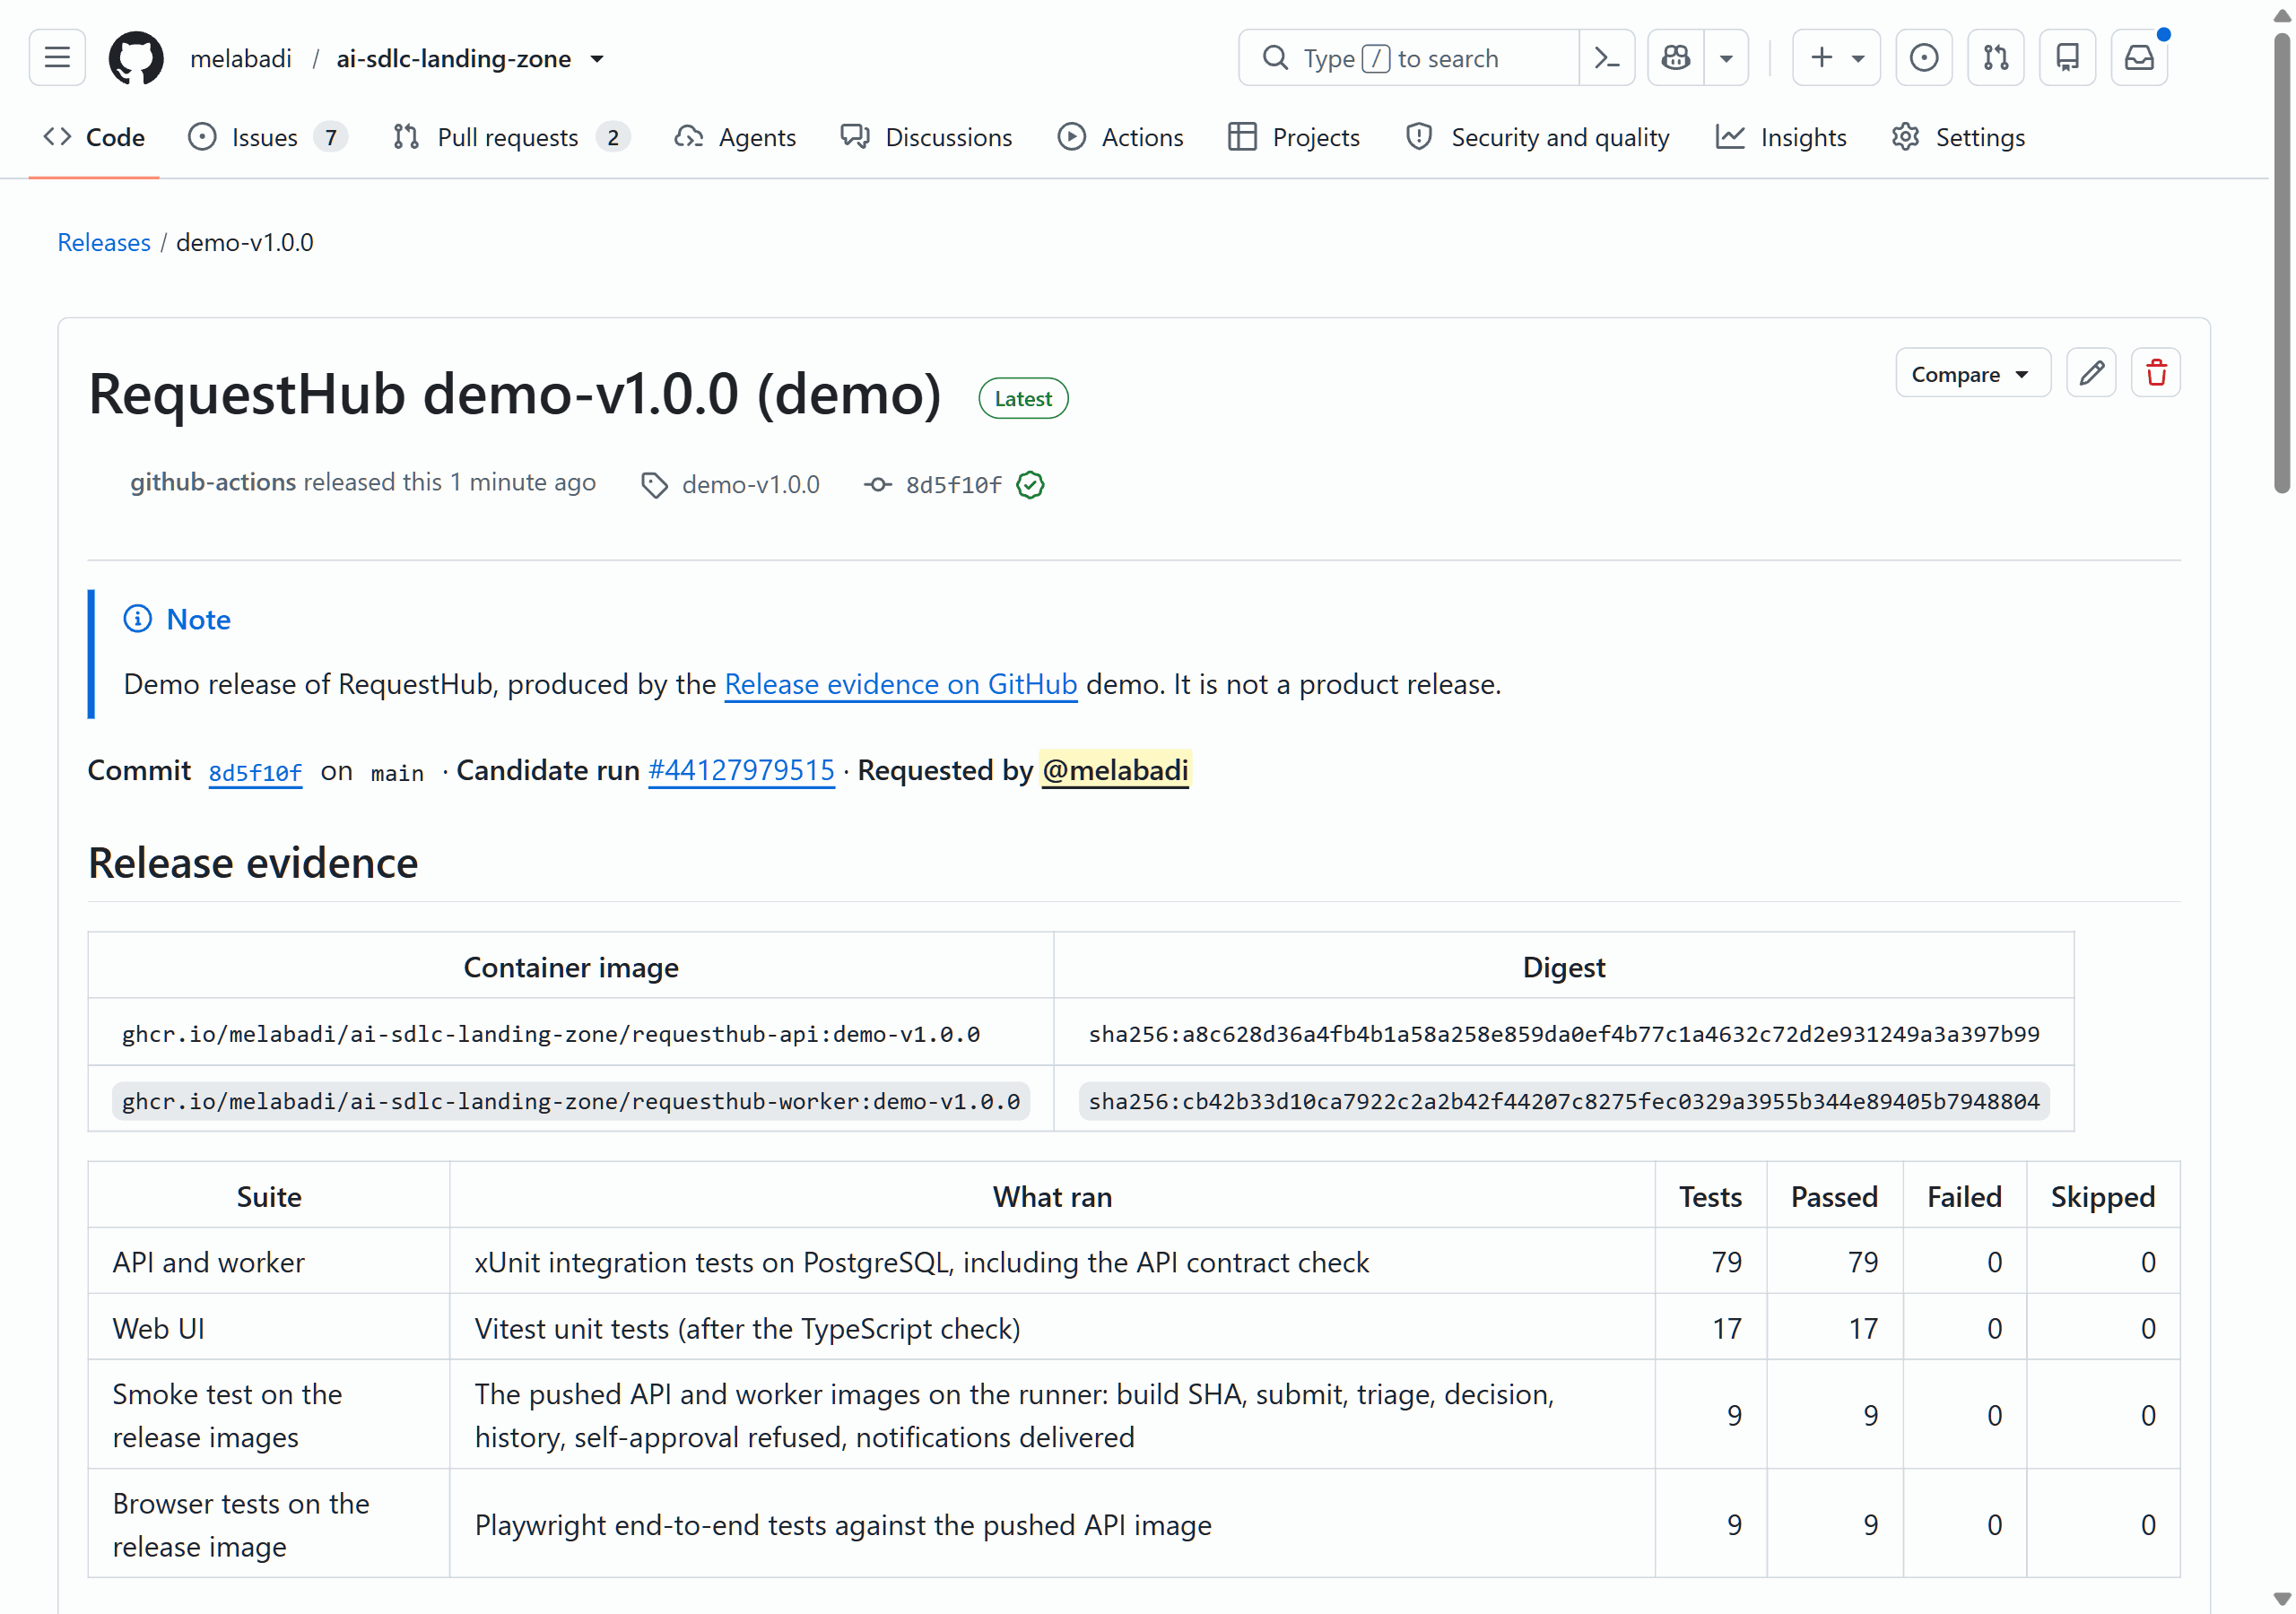 melabadi / ai-sdlc-landing-zone
Type / to search
Code
Issues 7
Pull requests 2
Agents
Discussions
Actions
Projects
Security and quality
Insights
Settings
Releases / demo-v1.0.0
RequestHub demo-v1.0.0 (demo) Latest
Compare
github-actions released this 1 minute ago demo-v1.0.0 8d5f10f
Note
Demo release of RequestHub, produced by the Release evidence on GitHub demo. It is not a product release.
Commit 8d5f10f on main · Candidate run #44127979515 · Requested by @melabadi
Release evidence
Container image Digest
ghcr.io/melabadi/ai-sdlc-landing-zone/requesthub-api:demo-v1.0.0 sha256:a8c628d36a4fb4b1a58a258e859da0ef4b77c1a4632c72d2e931249a3a397b99
ghcr.io/melabadi/ai-sdlc-landing-zone/requesthub-worker:demo-v1.0.0 sha256:cb42b33d10ca7922c2a2b42f44207c8275fec0329a3955b344e89405b7948804
Suite What ran Tests Passed Failed Skipped
API and worker xUnit integration tests on PostgreSQL, including the API contract check 79 79 0 0
Web UI Vitest unit tests (after the TypeScript check) 17 17 0 0
Smoke test on the
release images
The pushed API and worker images on the runner: build SHA, submit, triage, decision,
history, self-approval refused, notifications delivered
9 9 0 0
Browser tests on the
release image
Playwright end-to-end tests against the pushed API image 9 9 0 0